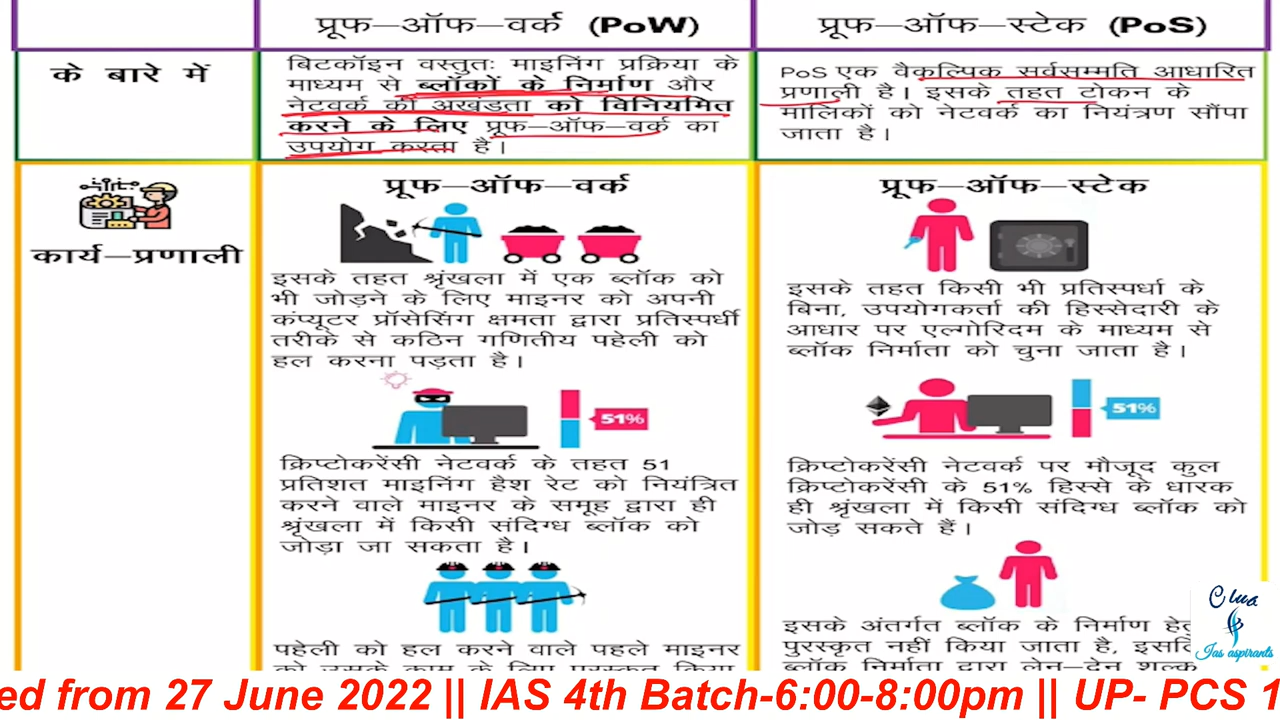 प्रूफ–ऑफ–वर्क (PoW)
प्रूफ–ऑफ–स्टेक (PoS)
के बारे में
बिटकॉइन वस्तुतः माइनिंग प्रक्रिया के
माध्यम से ब्लॉकों के निर्माण और
नेटवर्क की अखंडता को विनियमित
करने के लिए प्रूफ–ऑफ–वर्क का
उपयोग करता है।
PoS एक वैकल्पिक सर्वसम्मति आधारित
प्रणाली है। इसके तहत टोकन के
मालिकों को नेटवर्क का नियंत्रण सौंपा
जाता है।
कार्य–प्रणाली
प्रूफ–ऑफ–वर्क
इसके तहत श्रृंखला में एक ब्लॉक को
भी जोड़ने के लिए माइनर को अपनी
कंप्यूटर प्रॉसेसिंग क्षमता द्वारा प्रतिस्पर्धी
तरीके से कठिन गणितीय पहेली को
हल करना पड़ता है।
51%
क्रिप्टोकरेंसी नेटवर्क के तहत 51
प्रतिशत माइनिंग हैश रेट को नियंत्रित
करने वाले माइनर के समूह द्वारा ही
श्रृंखला में किसी संदिग्ध ब्लॉक को
जोड़ा जा सकता है।
पहेली को हल करने वाले पहले माइनर
को उसके काम के लिए पुरस्कृत किया
प्रूफ–ऑफ–स्टेक
इसके तहत किसी भी प्रतिस्पर्धा के
बिना, उपयोगकर्ता की हिस्सेदारी के
आधार पर एल्गोरिदम के माध्यम से
ब्लॉक निर्माता को चुना जाता है।
51%
क्रिप्टोकरेंसी नेटवर्क पर मौजूद कुल
क्रिप्टोकरेंसी के 51% हिस्से के धारक
ही श्रृंखला में किसी संदिग्ध ब्लॉक को
जोड़ सकते हैं।
इसके अंतर्गत ब्लॉक के निर्माण
पुरस्कृत नहीं किया जाता है,
ब्लॉक निर्माता द्वारा लेन–देन शुल्क
Jas aspirants
ed from 27 June 2022 || IAS 4th Batch-6:00-8:00pm || UP- PCS 1